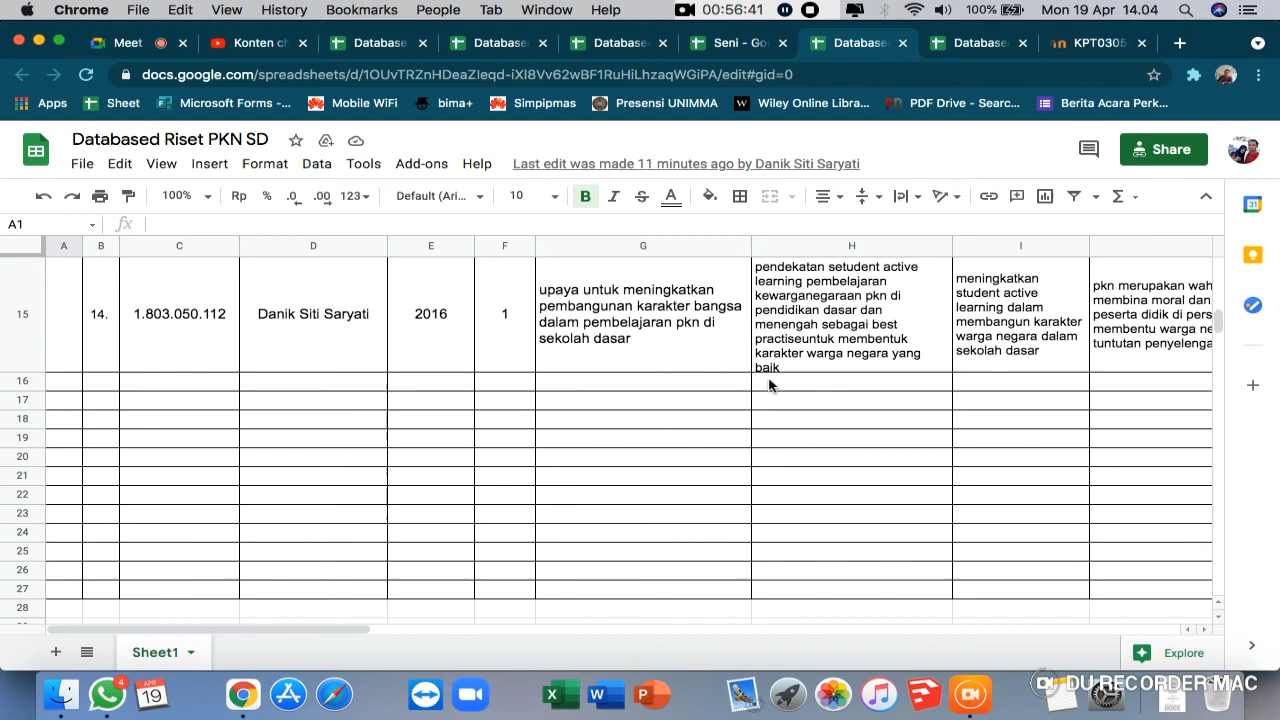 Chrome File Edit View History Bookmarks People Tab Window Help 00:56:41 100% Mon 19 Apr 14.04
Meet Konten ch Database Database Database Seni - Go Database Database KPT0305
docs.google.com/spreadsheets/d/1OUvTRZnHDeaZleqd-iXl8Vv62wBF1RuHiLhzaqWGiPA/edit#gid=0
Apps Sheet Microsoft Forms -... Mobile WiFi bima+ Simpipmas Presensi UNIMMA Wiley Online Libra... PDF Drive - Searc... Berita Acara Perk...
Databased Riset PKN SD
File Edit View Insert Format Data Tools Add-ons Help Last edit was made 11 minutes ago by Danik Siti Saryati
Share
100% Rp % .0 .00 123 Default (Ari... 10 B I S A
A1 fx
A B C D E F G H I
15 14. 1.803.050.112 Danik Siti Saryati 2016 1
upaya untuk meningkatkan
pembangunan karakter bangsa
dalam pembelajaran pkn di
sekolah dasar
pendekatan setudent active
learning pembelajaran
kewarganegaraan pkn di
pendidikan dasar dan
menengah sebagai best
practiseuntuk membentuk
karakter warga negara yang
baik
meningkatkan
student active
learning dalam
membangun karakter
warga negara dalam
sekolah dasar
pkn merupakan wah
membina moral dan
peserta didik di pers
membentu warga ne
tuntutan penyelenga
16
17
18
19
20
21
22
23
24
25
26
27
28
Sheet1
Explore
4
APR
19
X W P
DU RECORDER MAC